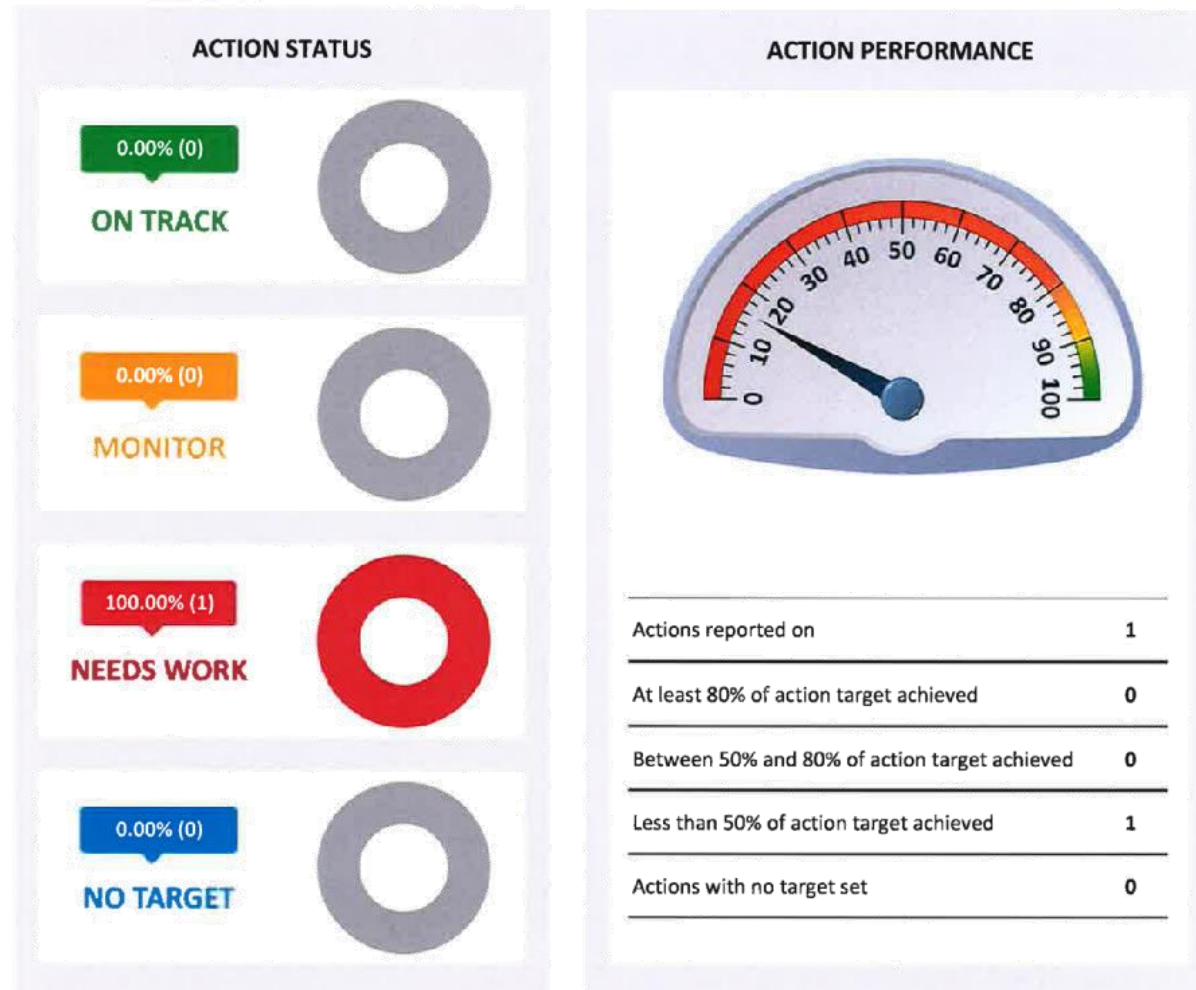 ACTION STATUS
0.00% (0)
ON TRACK
0.00% (0)
MONITOR
100.00% (1)
NEEDS WORK
0.00% (0)
NO TARGET
ACTION PERFORMANCE
0 10 20 30 40 50 60 70 80 90 100
Actions reported on 1
At least 80% of action target achieved 0
Between 50% and 80% of action target achieved 0
Less than 50% of action target achieved 1
Actions with no target set 0